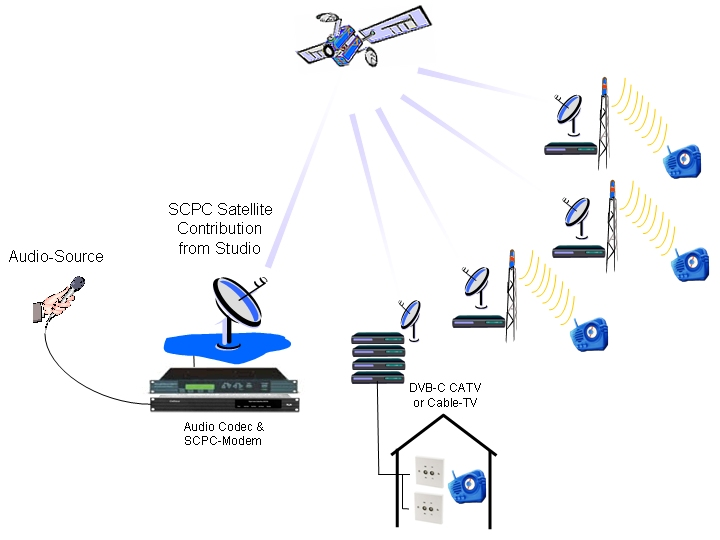 SCPC Satellite
Contribution
from Studio
Audio-Source
Audio Codec &
SCPC-Modem
DVB-C CATV
or Cable-TV